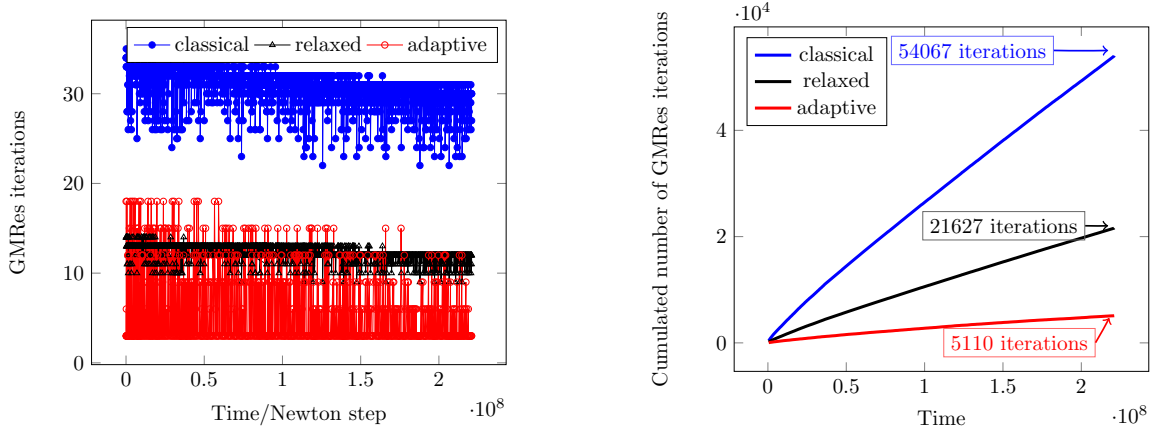 classical relaxed adaptive
30
20
10
0
GMRes iterations
0 0.5 1 1.5 2
·10^8
Time/Newton step
·10^4
classical
relaxed
adaptive
54067 iterations
21627 iterations
5110 iterations
4
2
0
Cumulated number of GMRes iterations
0 0.5 1 1.5 2
·10^8
Time